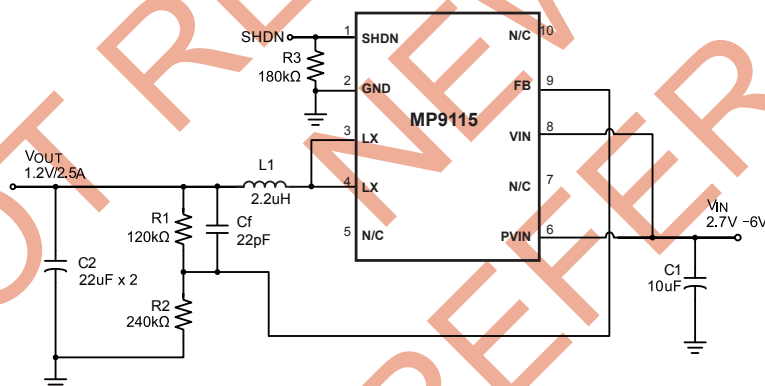 SHDN
R3
180kΩ
1
SHDN
2
GND
3
LX
4
LX
5
N/C
MP9115
N/C
10
FB
9
VIN
8
N/C
7
PVIN
6
VOUT
1.2V/2.5A
L1
2.2uH
R1
120kΩ
Cf
22pF
C2
22uF x 2
R2
240kΩ
VIN
2.7V -6V
C1
10uF
NEW
REFER